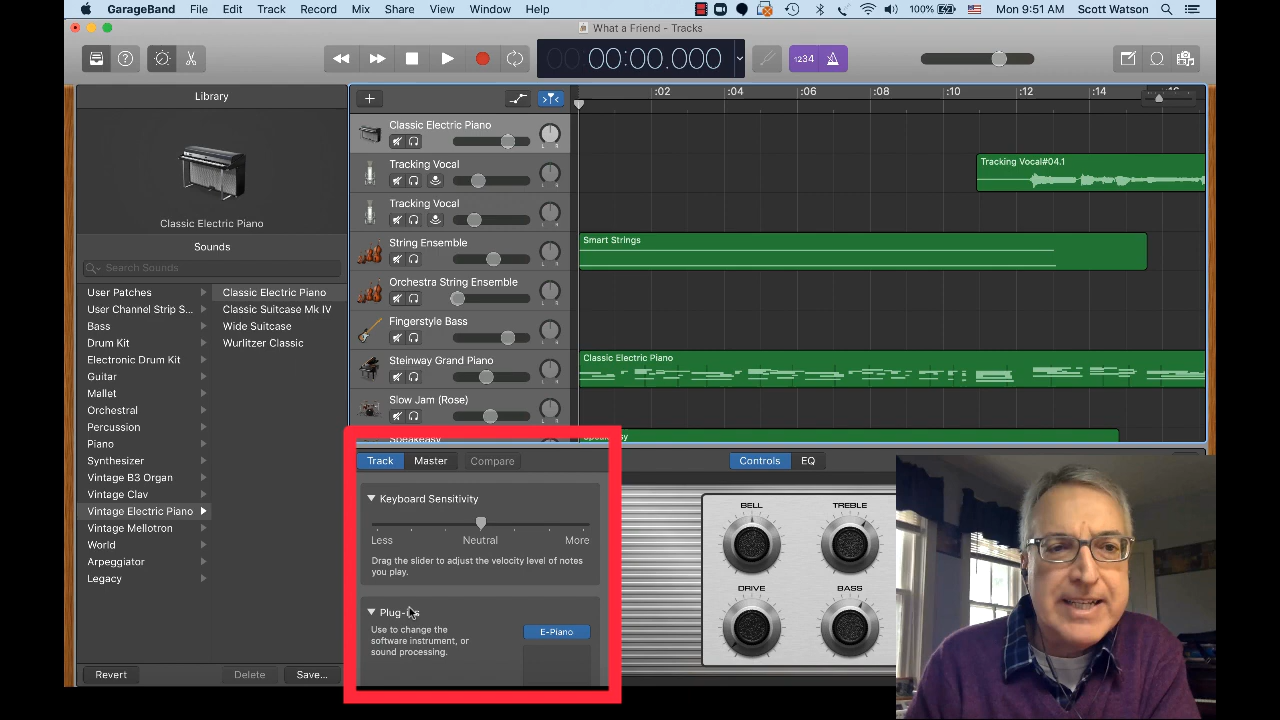 GarageBand File Edit Track Record Mix Share View Window Help 100% Mon 9:51 AM Scott Watson
What a Friend - Tracks
00:00.000
1234
Library
Classic Electric Piano
Sounds
Search Sounds
User Patches
User Channel Strip S...
Bass
Drum Kit
Electronic Drum Kit
Guitar
Mallet
Orchestral
Percussion
Piano
Synthesizer
Vintage B3 Organ
Vintage Clav
Vintage Electric Piano
Vintage Mellotron
World
Arpeggiator
Legacy
Classic Electric Piano
Classic Suitcase Mk IV
Wide Suitcase
Wurlitzer Classic
Revert Delete Save...
:02 :04 :06 :08 :10 :12 :14
Classic Electric Piano
L R
Tracking Vocal
L R
Tracking Vocal
L R
String Ensemble
L R
Orchestra String Ensemble
L R
Fingerstyle Bass
L R
Steinway Grand Piano
L R
Slow Jam (Rose)
L R
Speakeasy
Tracking Vocal#04.1
Smart Strings
Classic Electric Piano
Speakeasy
Track Master Compare
Keyboard Sensitivity
Less Neutral More
Drag the slider to adjust the velocity level of notes
you play.
Plug-ins
Use to change the
software instrument, or
sound processing.
E-Piano
Controls EQ
BELL TREBLE
DRIVE BASS